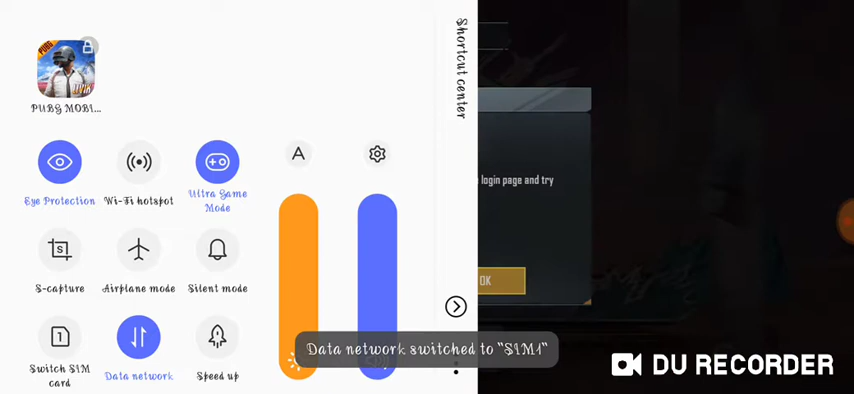 Shortcut center
PUBG MOBI...
Eye Protection
Wi-Fi hotspot
Ultra Game
Mode
A
S-capture
Airplane mode
Silent mode
Switch SIM
card
Data network
Speed up
Data network switched to "SIM1"
login page and try
OK
DU RECORDER